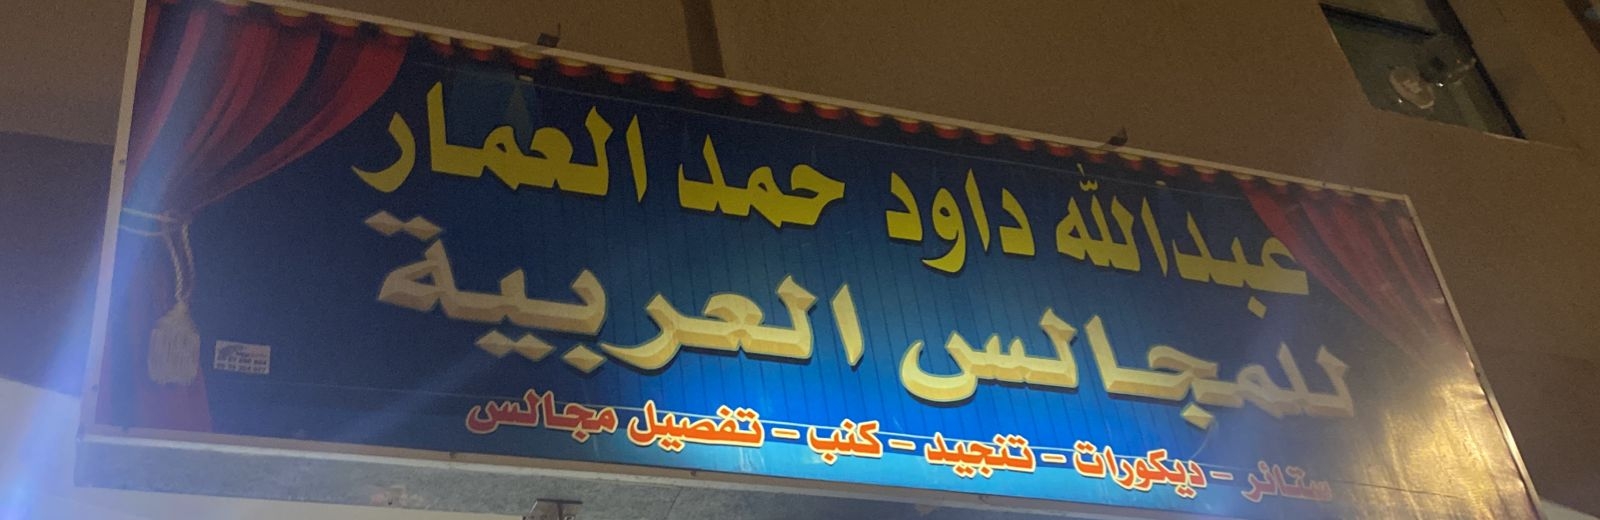 عبدالله داود حمد العمار
للمجالس العربية
ستائر - ديكورات - تنجيد - كنب - تفصيل مجالس